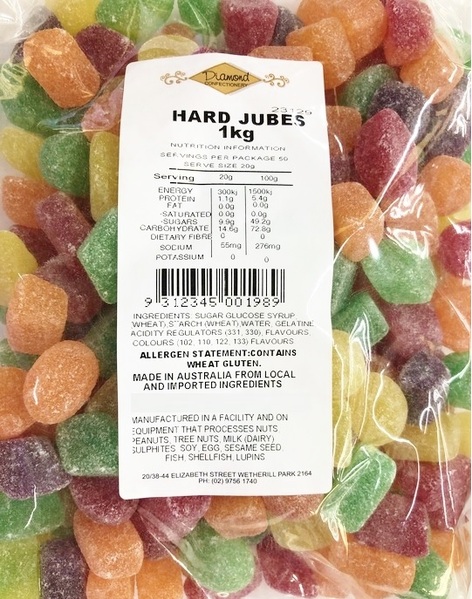 Diamond
CONFECTIONERY
23129
HARD JUBES
1kg
NUTRITION INFORMATION
SERVINGS PER PACKAGE 50
SERVE SIZE 20g
Serving 20g 100g
ENERGY 300kj 1500kj
PROTEIN 1.1g 5.4g
FAT 0.0g 0.0g
-SATURATED 0.0g 0.0g
-SUGARS 9.9g 49.2g
CARBOHYDRATE 14.6g 72.8g
DIETARY FIBRE 0 0
SODIUM 55mg 276mg
POTASSIUM 0 0
9 312345 001989
INGREDIENTS: SUGAR GLUCOSE SYRUP
WHEAT), STARCH (WHEAT), WATER, GELATINE
ACIDITY REGULATORS (331, 330), FLAVOURS,
COLOURS (102, 110, 122, 133) FLAVOURS
ALLERGEN STATEMENT:CONTAINS
WHEAT GLUTEN.
MADE IN AUSTRALIA FROM LOCAL
AND IMPORTED INGREDIENTS
MANUFACTURED IN A FACILITY AND ON
EQUIPMENT THAT PROCESSES NUTS
PEANUTS, TREE NUTS, MILK (DAIRY)
SULPHITES, SOY, EGG, SESAME SEED
FISH, SHELLFISH, LUPINS
20/38-44 ELIZABETH STREET WETHERILL PARK 2164
PH: (02) 9756 1740